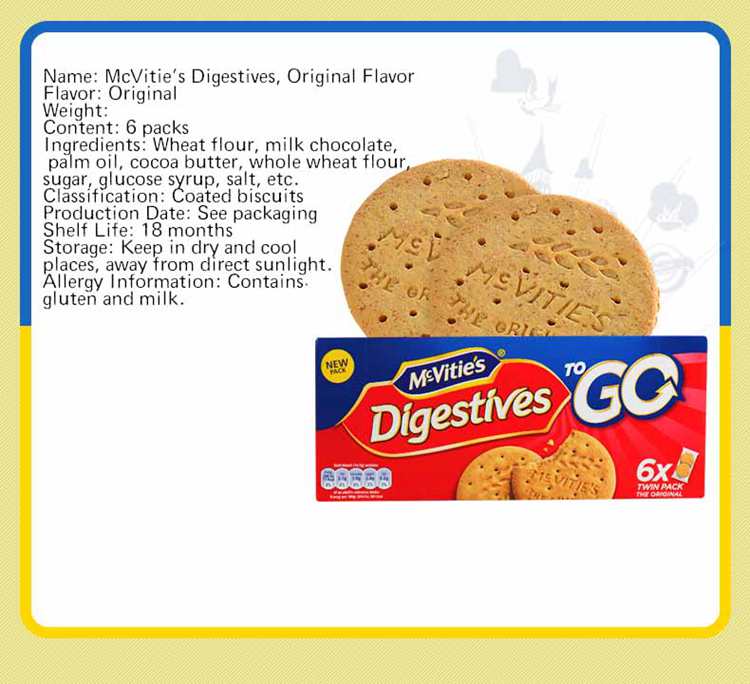 Name: McVitie's Digestives, Original Flavor
Flavor: Original
Weight:
Content: 6 packs
Ingredients: Wheat flour, milk chocolate,
palm oil, cocoa butter, whole wheat flour,
sugar, glucose syrup, salt, etc.
Classification: Coated biscuits
Production Date: See packaging
Shelf Life: 18 months
Storage: Keep in dry and cool
places, away from direct sunlight.
Allergy Information: Contains
gluten and milk.
McV
THE OR
McVITIE'S
THE ORIGI
NEW
PACK
McVitie's
Digestives
TO
GO
6x
TWIN PACK
THE ORIGINAL
McVITIE'S